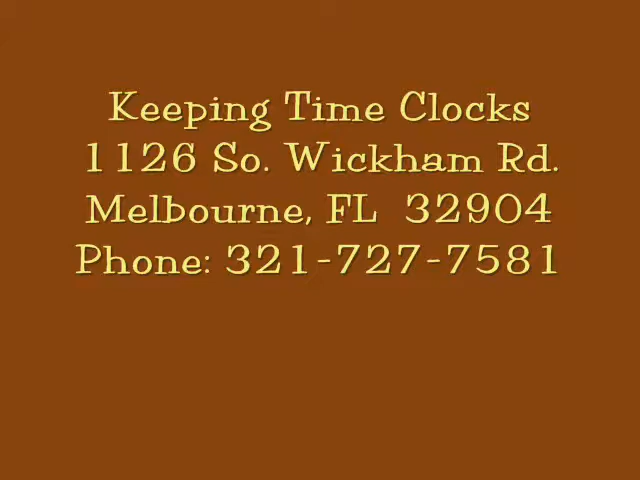 Keeping Time Clocks
1126 So. Wickham Rd.
Melbourne, FL  32904
Phone: 321-727-7581